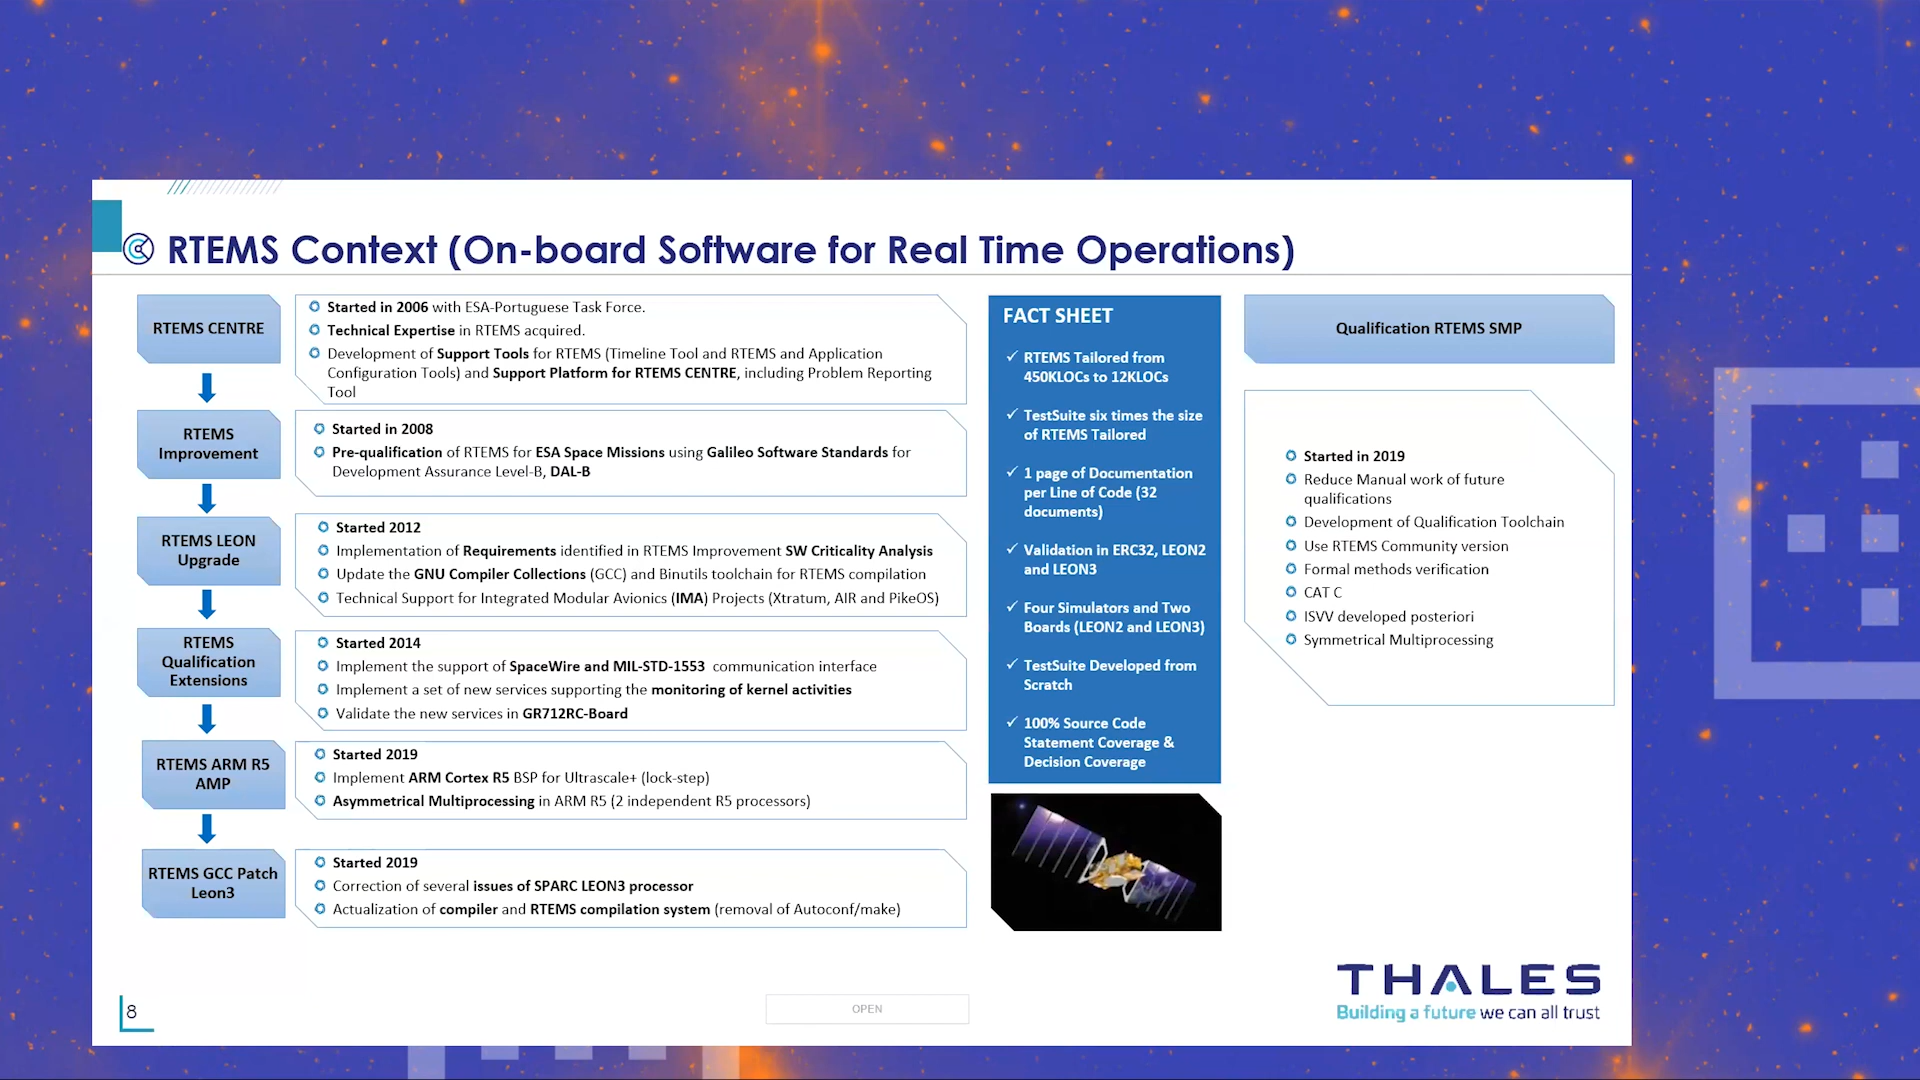 RTEMS Context (On-board Software for Real Time Operations)
RTEMS CENTRE
Started in 2006 with ESA-Portuguese Task Force.
Technical Expertise in RTEMS acquired.
Development of Support Tools for RTEMS (Timeline Tool and RTEMS and Application
Configuration Tools) and Support Platform for RTEMS CENTRE, including Problem Reporting
Tool
RTEMS
Improvement
Started in 2008
Pre-qualification of RTEMS for ESA Space Missions using Galileo Software Standards for
Development Assurance Level-B, DAL-B
RTEMS LEON
Upgrade
Started 2012
Implementation of Requirements identified in RTEMS Improvement SW Criticality Analysis
Update the GNU Compiler Collections (GCC) and Binutils toolchain for RTEMS compilation
Technical Support for Integrated Modular Avionics (IMA) Projects (Xtratum, AIR and PikeOS)
RTEMS
Qualification
Extensions
Started 2014
Implement the support of SpaceWire and MIL-STD-1553 communication interface
Implement a set of new services supporting the monitoring of kernel activities
Validate the new services in GR712RC-Board
RTEMS ARM R5
AMP
Started 2019
Implement ARM Cortex R5 BSP for Ultrascale+ (lock-step)
Asymmetrical Multiprocessing in ARM R5 (2 independent R5 processors)
RTEMS GCC Patch
Leon3
Started 2019
Correction of several issues of SPARC LEON3 processor
Actualization of compiler and RTEMS compilation system (removal of Autoconf/make)
FACT SHEET
✓ RTEMS Tailored from
450KLOCs to 12KLOCs
✓ TestSuite six times the size
of RTEMS Tailored
✓ 1 page of Documentation
per Line of Code (32
documents)
✓ Validation in ERC32, LEON2
and LEON3
✓ Four Simulators and Two
Boards (LEON2 and LEON3)
✓ TestSuite Developed from
Scratch
✓ 100% Source Code
Statement Coverage &
Decision Coverage
Qualification RTEMS SMP
Started in 2019
Reduce Manual work of future
qualifications
Development of Qualification Toolchain
Use RTEMS Community version
Formal methods verification
CAT C
ISVV developed posteriori
Symmetrical Multiprocessing
8
OPEN
THALES
Building a future we can all trust